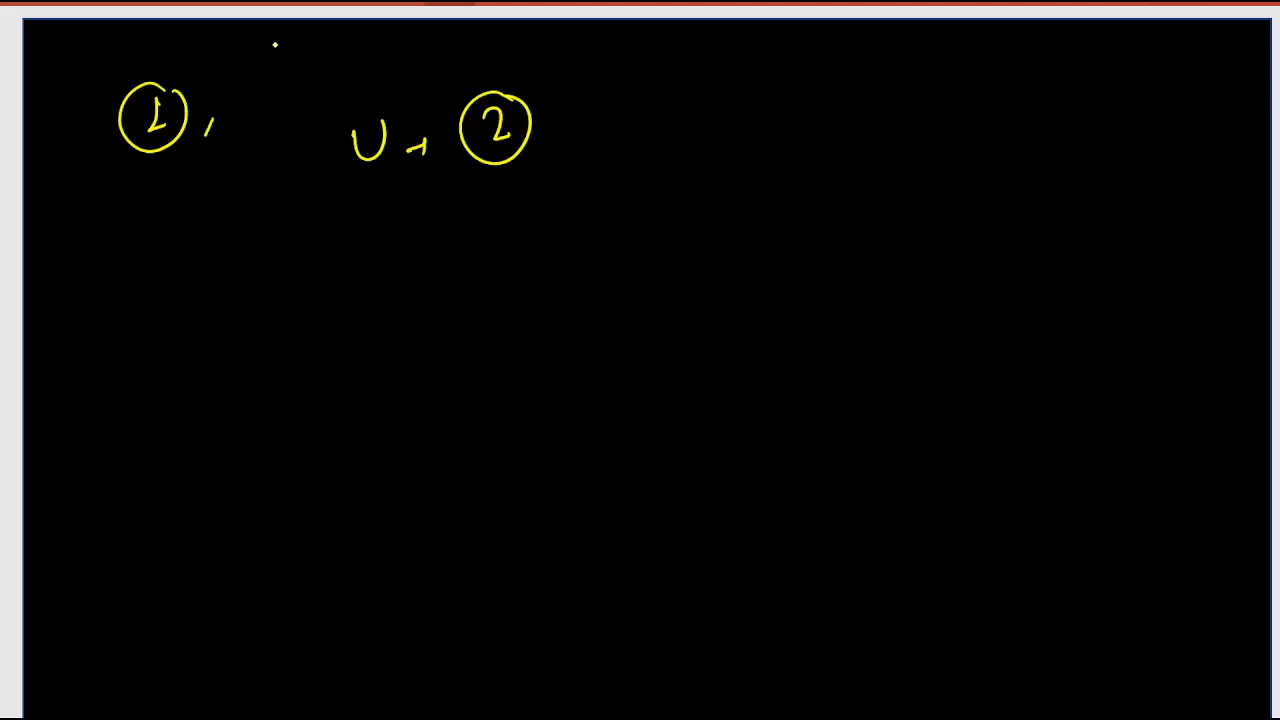 ①, U + ②